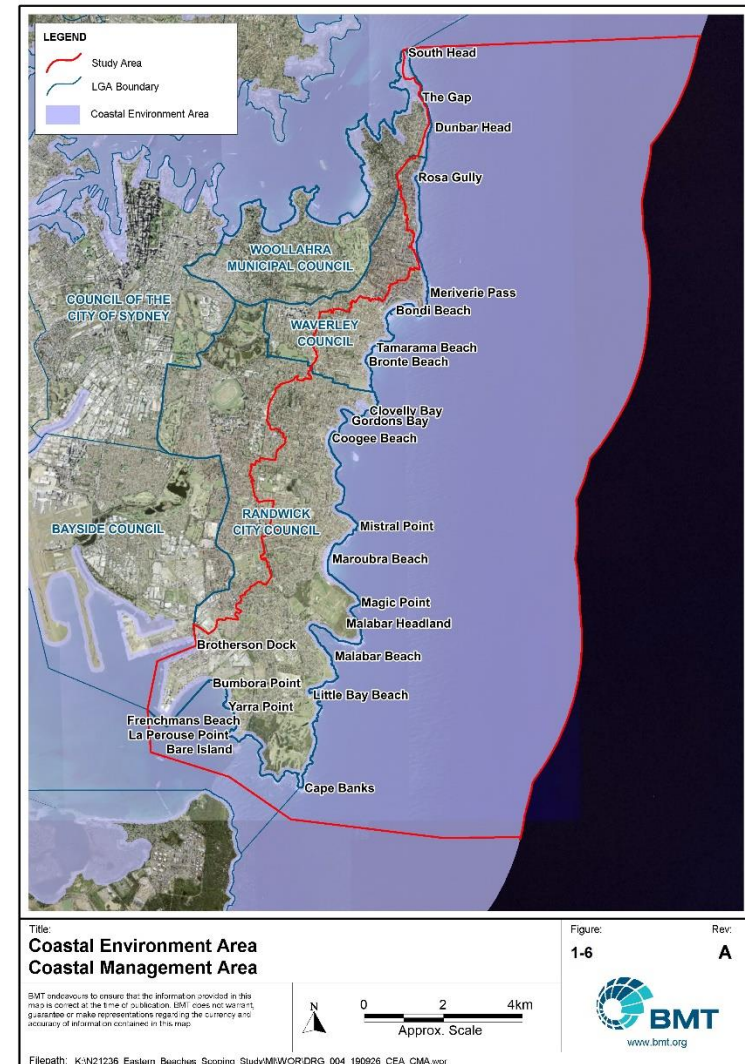 LEGEND
Study Area
LGA Boundary
Coastal Environment Area
South Head
The Gap
Dunbar Head
Rosa Gully
WOOLLAHRA
MUNICIPAL COUNCIL
COUNCIL OF THE
CITY OF SYDNEY
Meriverie Pass
Bondi Beach
WAVERLEY
COUNCIL
Tamarama Beach
Bronte Beach
Clovelly Bay
Gordons Bay
Coogee Beach
RANDWICK
CITY COUNCIL
BAYSIDE COUNCIL
Mistral Point
Maroubra Beach
Magic Point
Malabar Headland
Brotherson Dock
Malabar Beach
Bumbora Point
Little Bay Beach
Yarra Point
Frenchmans Beach
La Perouse Point
Bare Island
Cape Banks
Title:
Coastal Environment Area
Coastal Management Area
Figure:
1-6
Rev:
A
BMT endeavours to ensure that the information provided in this
map is correct at the time of publication. BMT does not warrant,
guarantee or make representations regarding the currency and
accuracy of information contained in this map.
N
0 2 4km
Approx. Scale
BMT
www.bmt.org
Filepath: K:\N21236_Eastern_Beaches_Scoping_Study\MI\WOR\DRG_004_190926_CEA_CMA.wor